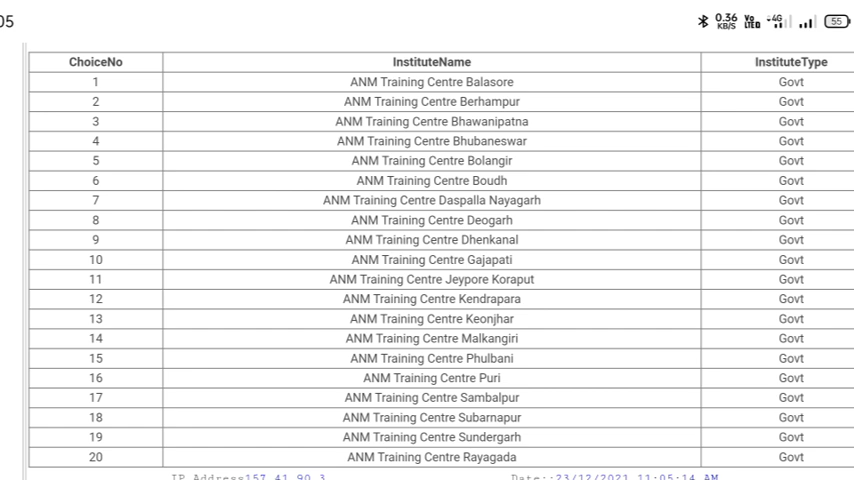 05 0.36 KB/S Vo LTED 4G 55
ChoiceNo InstituteName InstituteType
1 ANM Training Centre Balasore Govt
2 ANM Training Centre Berhampur Govt
3 ANM Training Centre Bhawanipatna Govt
4 ANM Training Centre Bhubaneswar Govt
5 ANM Training Centre Bolangir Govt
6 ANM Training Centre Boudh Govt
7 ANM Training Centre Daspalla Nayagarh Govt
8 ANM Training Centre Deogarh Govt
9 ANM Training Centre Dhenkanal Govt
10 ANM Training Centre Gajapati Govt
11 ANM Training Centre Jeypore Koraput Govt
12 ANM Training Centre Kendrapara Govt
13 ANM Training Centre Keonjhar Govt
14 ANM Training Centre Malkangiri Govt
15 ANM Training Centre Phulbani Govt
16 ANM Training Centre Puri Govt
17 ANM Training Centre Sambalpur Govt
18 ANM Training Centre Subarnapur Govt
19 ANM Training Centre Sundergarh Govt
20 ANM Training Centre Rayagada Govt
IP Address157.41.90.3 Date::23/12/2021 11:05:14 AM